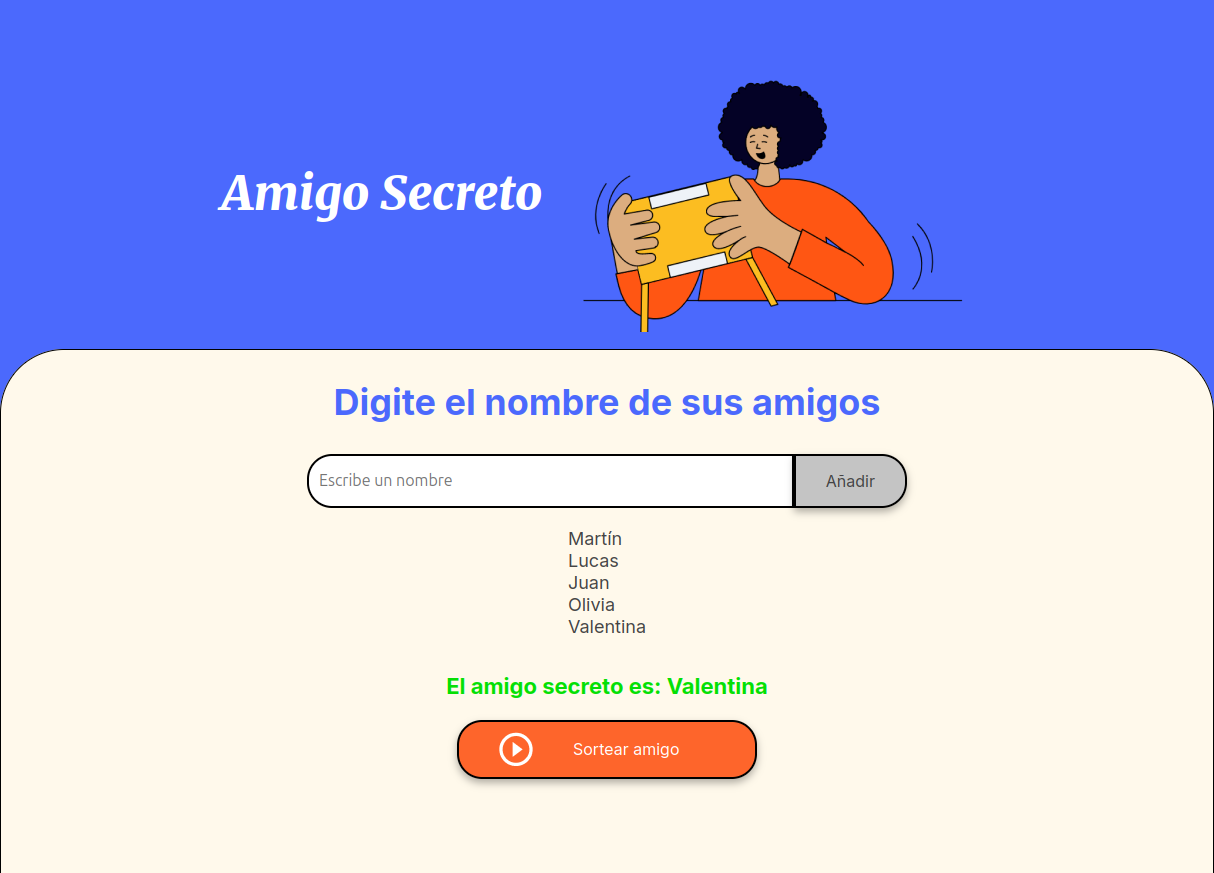 Amigo Secreto
Digite el nombre de sus amigos
Escribe un nombre
Añadir
Martín
Lucas
Juan
Olivia
Valentina
El amigo secreto es: Valentina
Sortear amigo